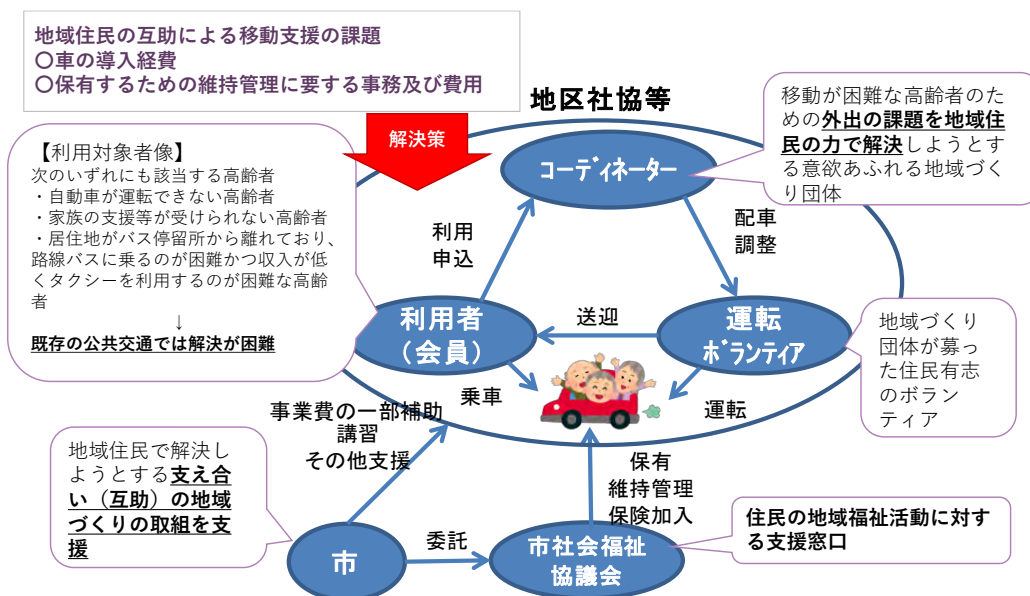 地域住民の互助による移動支援の課題
〇車の導入経費
〇保有するための維持管理に要する事務及び費用
地区社協等
解決策
【利用対象者像】
次のいずれにも該当する高齢者
・自動車が運転できない高齢者
・家族の支援等が受けられない高齢者
・居住地がバス停留所から離れており、
路線バスに乗るのが困難かつ収入が低
くタクシーを利用するのが困難な高齢
者
↓
既存の公共交通では解決が困難
コーディネーター
移動が困難な高齢者のた
めの外出の課題を地域住
民の力で解決しようとす
る意欲あふれる地域づく
り団体
利用
申込
配車
調整
利用者
（会員）
送迎
運転
ボランティア
地域づくり
団体が募っ
た住民有志
のボラン
ティア
乗車
運転
事業費の一部補助
講習
その他支援
地域住民で解決し
ようとする支え合
い（互助）の地域
づくりの取組を支
援
保有
維持管理
保険加入
住民の地域福祉活動に対す
る支援窓口
市
委託
市社会福祉
協議会